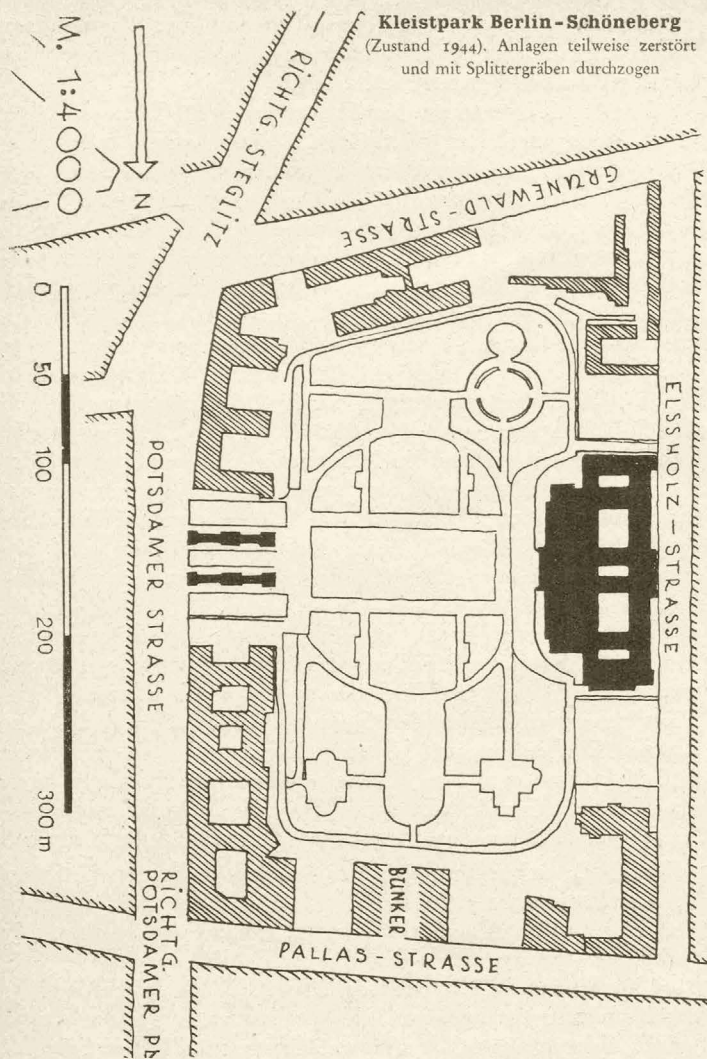 Kleistpark Berlin-Schöneberg
(Zustand 1944). Anlagen teilweise zerstört
und mit Splittergräben durchzogen
M. 1:4000
N
— RICHTG. STEGLITZ
GRUNEWALD-STRASSE
0
50
100
200
300 m
POTSDAMER STRASSE
ELSSHOLZ-STRASSE
BUNKER
PALLAS-STRASSE
RICHTG.
POTSDAMER